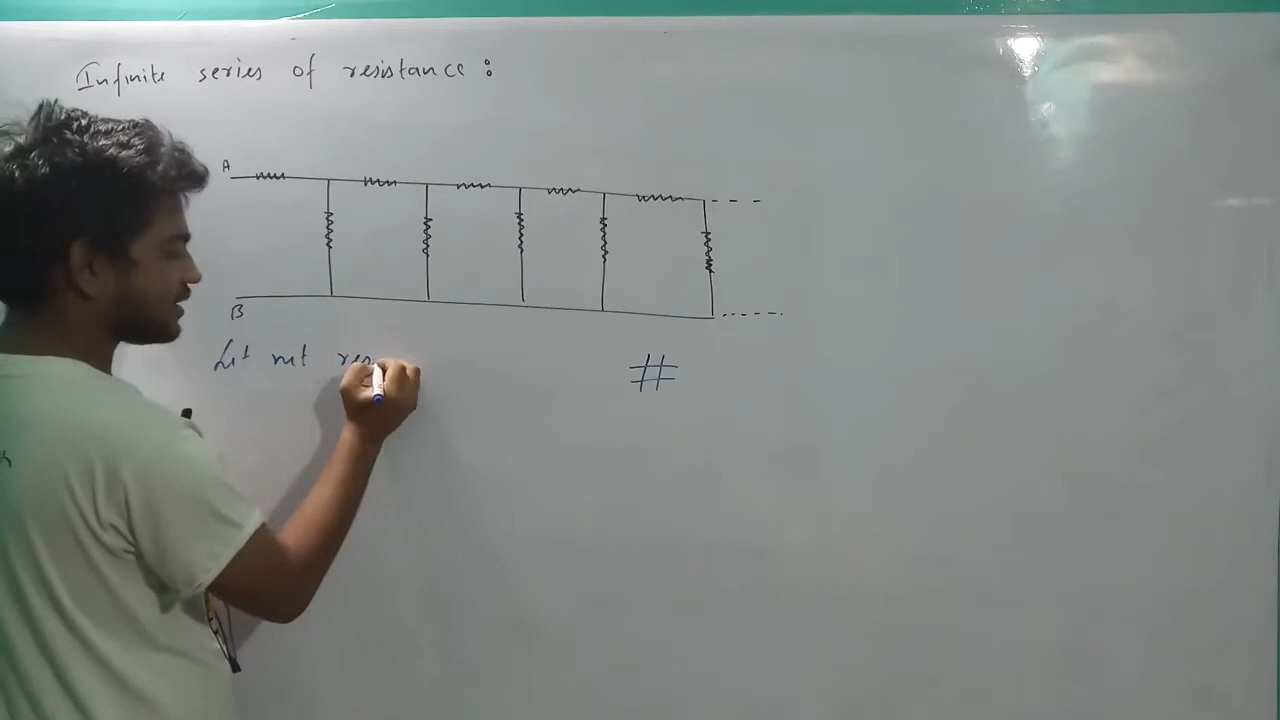 Infinite series of resistance :
A
B
Let net res
#